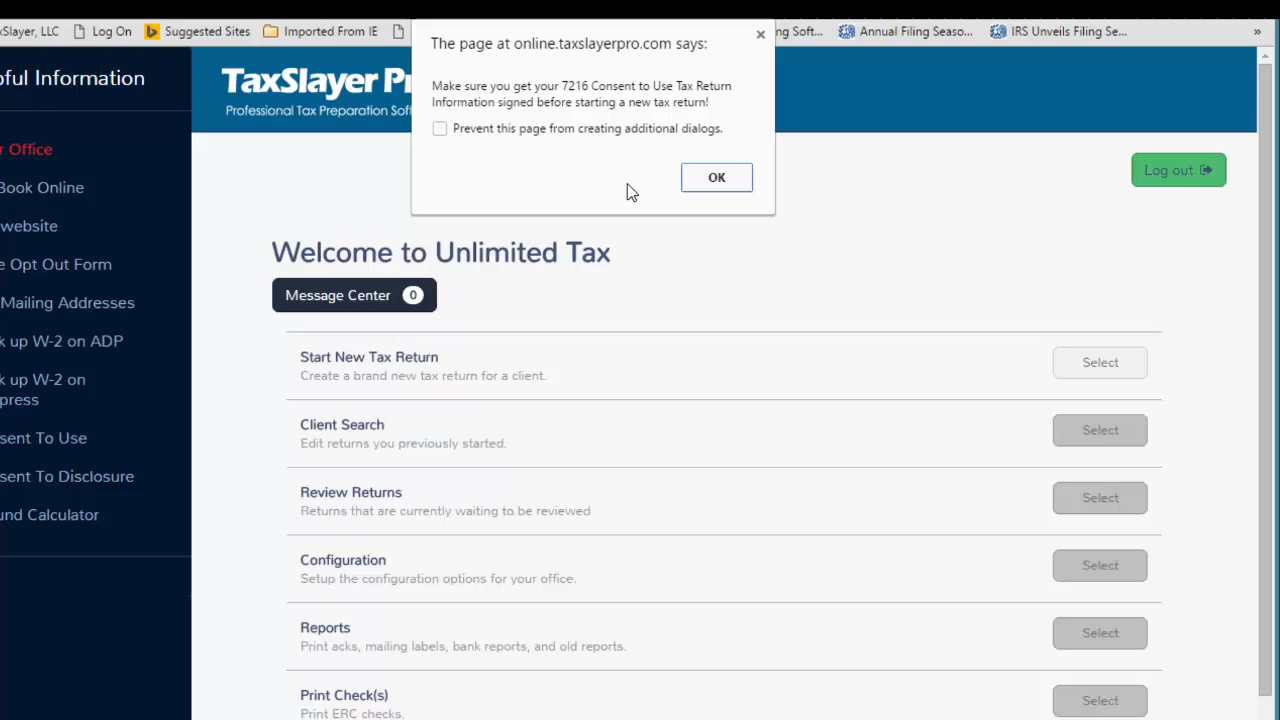 xSlayer, LLC Log On Suggested Sites Imported From IE ng Soft... Annual Filing Seaso... IRS Unveils Filing Se... »
The page at online.taxslayerpro.com says:
Make sure you get your 7216 Consent to Use Tax Return
Information signed before starting a new tax return!
Prevent this page from creating additional dialogs.
OK
pful Information
r Office
Book Online
website
e Opt Out Form
Mailing Addresses
k up W-2 on ADP
k up W-2 on
press
sent To Use
sent To Disclosure
und Calculator
TaxSlayer Pr
Professional Tax Preparation Soft
Log out
Welcome to Unlimited Tax
Message Center 0
Start New Tax Return
Create a brand new tax return for a client.
Select
Client Search
Edit returns you previously started.
Select
Review Returns
Returns that are currently waiting to be reviewed
Select
Configuration
Setup the configuration options for your office.
Select
Reports
Print acks, mailing labels, bank reports, and old reports.
Select
Print Check(s)
Print ERC checks.
Select